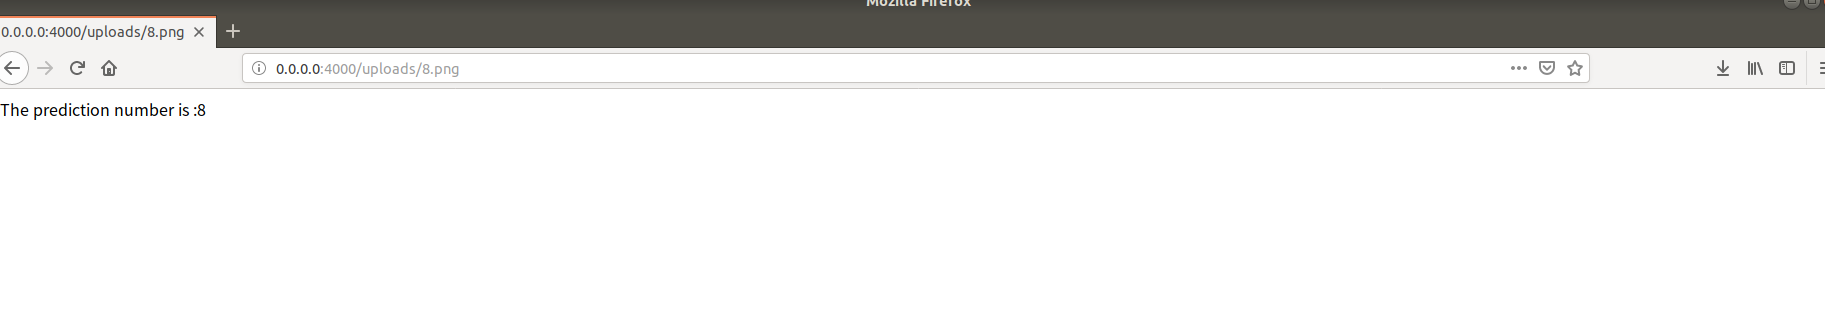 Mozilla Firefox
0.0.0.0:4000/uploads/8.png
0.0.0.0:4000/uploads/8.png
The prediction number is :8